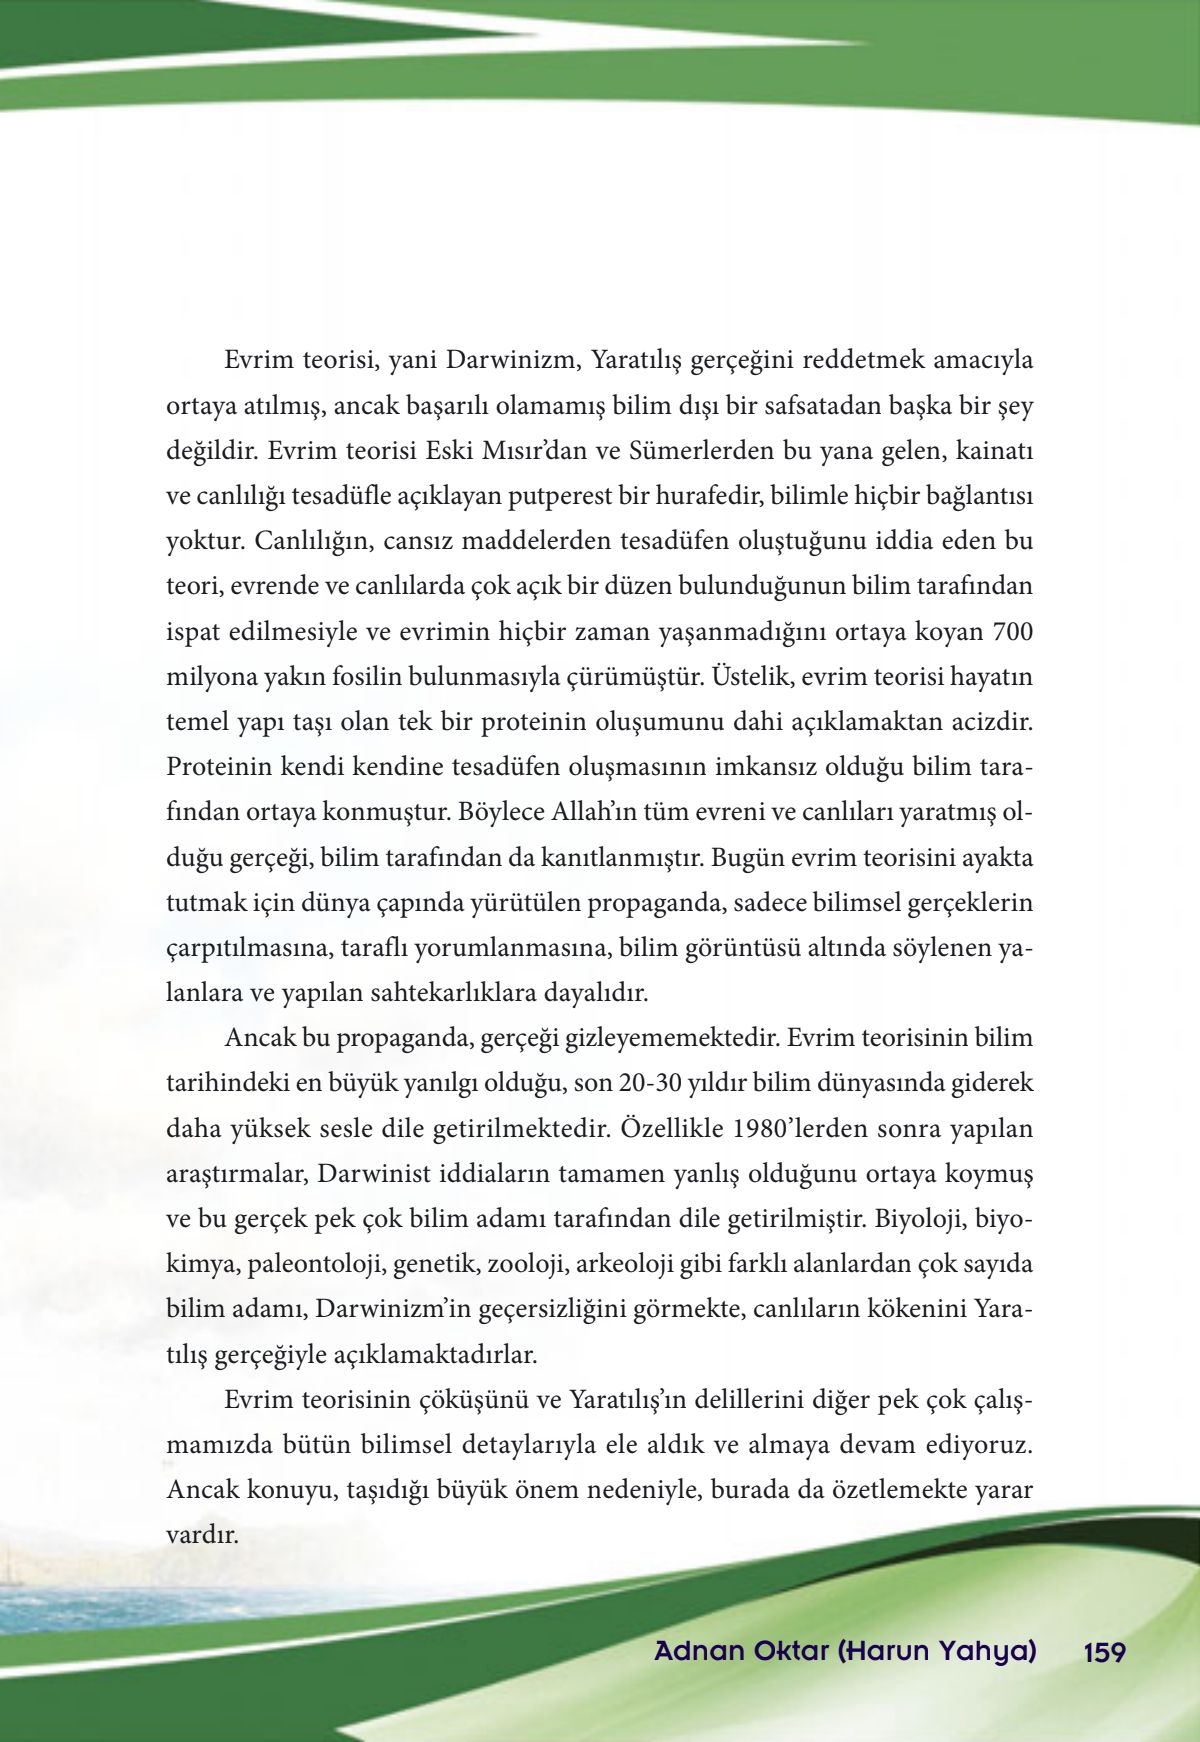 Evrim teorisi, yani Darwinizm, Yaratılış gerçeğini reddetmek amacıyla
ortaya atılmış, ancak başarılı olamamış bilim dışı bir safsatadan başka bir şey
değildir. Evrim teorisi Eski Mısır’dan ve Sümerlerden bu yana gelen, kainatı
ve canlılığı tesadüfle açıklayan putperest bir hurafedir, bilimle hiçbir bağlantısı
yoktur. Canlılığın, cansız maddelerden tesadüfen oluştuğunu iddia eden bu
teori, evrende ve canlılarda çok açık bir düzen bulunduğunun bilim tarafından
ispat edilmesiyle ve evrimin hiçbir zaman yaşanmadığını ortaya koyan 700
milyona yakın fosilin bulunmasıyla çürümüştür. Üstelik, evrim teorisi hayatın
temel yapı taşı olan tek bir proteinin oluşumunu dahi açıklamaktan acizdir.
Proteinin kendi kendine tesadüfen oluşmasının imkansız olduğu bilim tara-
fından ortaya konmuştur. Böylece Allah’ın tüm evreni ve canlıları yaratmış ol-
duğu gerçeği, bilim tarafından da kanıtlanmıştır. Bugün evrim teorisini ayakta
tutmak için dünya çapında yürütülen propaganda, sadece bilimsel gerçeklerin
çarpıtılmasına, taraflı yorumlanmasına, bilim görüntüsü altında söylenen ya-
lanlara ve yapılan sahtekarlıklara dayalıdır.
Ancak bu propaganda, gerçeği gizleyememektedir. Evrim teorisinin bilim
tarihindeki en büyük yanılgı olduğu, son 20-30 yıldır bilim dünyasında giderek
daha yüksek sesle dile getirilmektedir. Özellikle 1980’lerden sonra yapılan
araştırmalar, Darwinist iddiaların tamamen yanlış olduğunu ortaya koymuş
ve bu gerçek pek çok bilim adamı tarafından dile getirilmiştir. Biyoloji, biyo-
kimya, paleontoloji, genetik, zooloji, arkeoloji gibi farklı alanlardan çok sayıda
bilim adamı, Darwinizm’in geçersizliğini görmekte, canlıların kökenini Yara-
tılış gerçeğiyle açıklamaktadırlar.
Evrim teorisinin çöküşünü ve Yaratılış’ın delillerini diğer pek çok çalış-
mamızda bütün bilimsel detaylarıyla ele aldık ve almaya devam ediyoruz.
Ancak konuyu, taşıdığı büyük önem nedeniyle, burada da özetlemekte yarar
vardır.
Adnan Oktar (Harun Yahya) 159